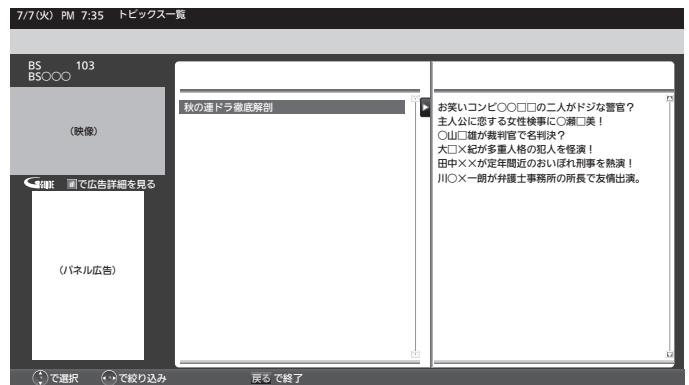 7/7(火) PM 7:35 トピックス一覧
BS 103
BS○○○
(映像)
GGUIDE 画で広告詳細を見る
(パネル広告)
秋の連ドラ徹底解剖
お笑いコンビ○○□□の二人がドジな警官?
主人公に恋する女性検事に○瀬□美!
○山□雄が裁判官で名判決?
大□×紀が多重人格の犯人を怪演!
田中××が定年間近のおいぼれ刑事を熱演!
川○×一朗が弁護士事務所の所長で友情出演。
で選択 で絞り込み 戻る で終了